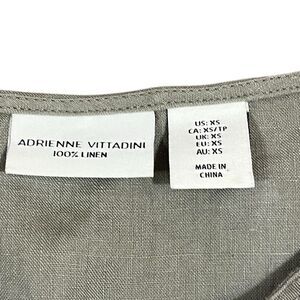 ADRIENNE VITTADINI
100% LINEN
US: XS
CA: XS/TP
UK: XS
EU: XS
AU: XS
MADE IN
CHINA